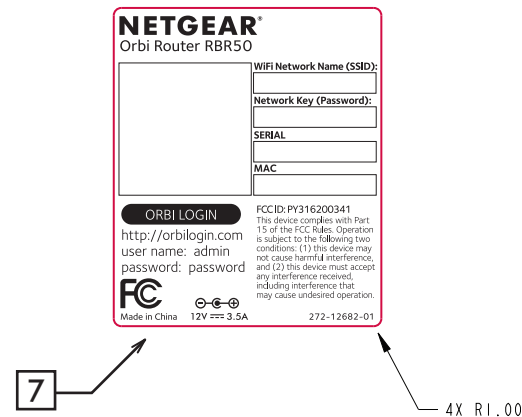 NETGEAR®
Orbi Router RBR50
WiFi Network Name (SSID):
Network Key (Password):
SERIAL
MAC
ORBI LOGIN
http://orbilogin.com
user name: admin
password: password
FC
Made in China
12V ⎓ 3.5A
FCC ID: PY316200341
This device complies with Part
15 of the FCC Rules. Operation
is subject to the following two
conditions: (1) this device may
not cause harmful interference,
and (2) this device must accept
any interference received,
including interference that
may cause undesired operation.
272-12682-01
7
4X R1.00